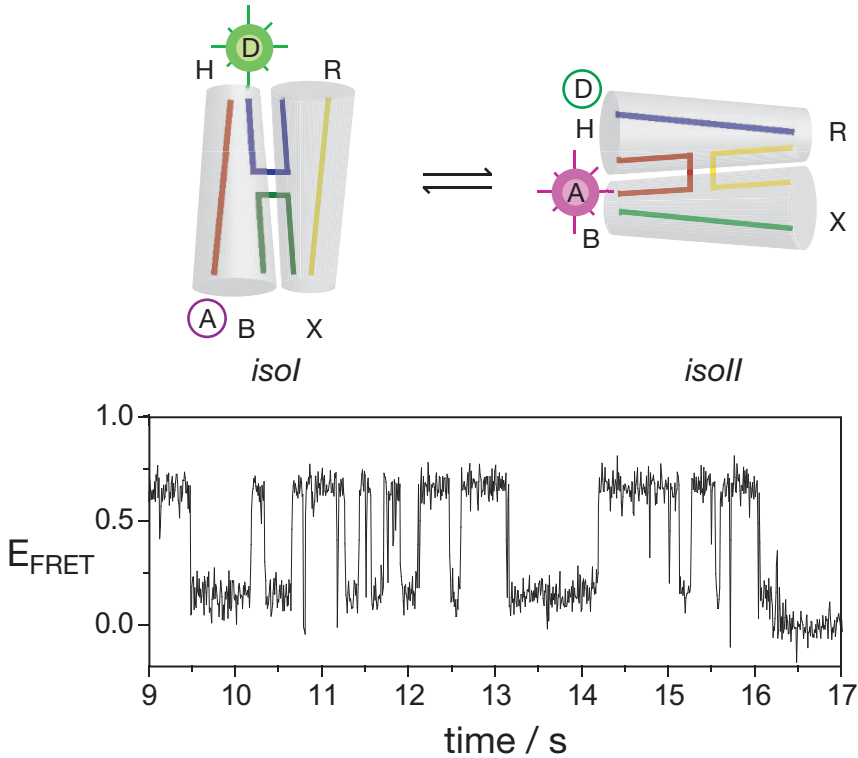 D
H R
A B X
D
H
R
A
B
X
isoI isoII
1.0
0.5
0.0
EFRET
9 10 11 12 13 14 15 16 17
time / s